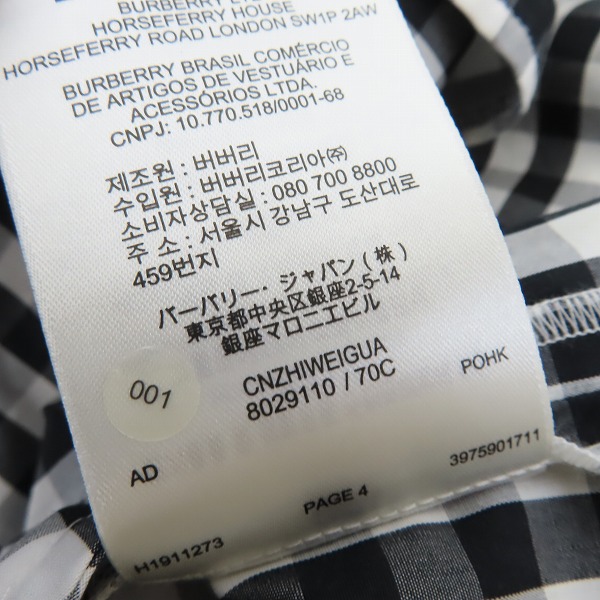 BURBERRY
HORSEFERRY HOUSE
HORSEFERRY ROAD LONDON SW1P 2AW
BURBERRY BRASIL COMÉRCIO
DE ARTIGOS DE VESTUÁRIO E
ACESSÓRIOS LTDA.
CNPJ: 10.770.518/0001-68
제조원 : 버버리
수입원 : 버버리코리아㈜
소비자상담실 : 080 700 8800
주 소 : 서울시 강남구 도산대로
459번지
バーバリー・ジャパン(株)
東京都中央区銀座2-5-14
銀座マロニエビル
001
CNZHIWEIGUA
8029110 / 70C
POHK
AD
PAGE 4
3975901711
H1911273